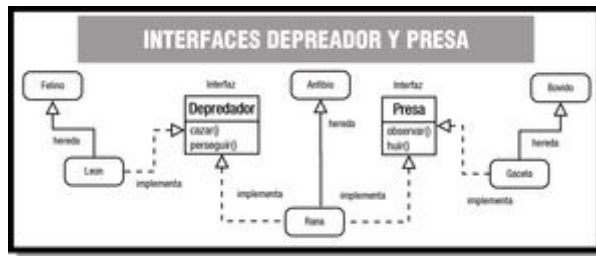 INTERFACES DEPREADOR Y PRESA
Felino
Interfaz
Anfibio
Interfaz
Bovido
Depredador
cazar()
perseguir()
Presa
observar()
huir()
hereda
hereda
hereda
Leon
implementa
implementa
Rana
implementa
implementa
Gacela